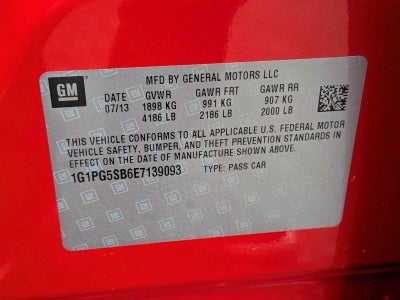 GM
MFD BY GENERAL MOTORS LLC
DATE GVWR GAWR FRT GAWR RR
07/13 1898 KG 991 KG 907 KG
4186 LB 2186 LB 2000 LB
THIS VEHICLE CONFORMS TO ALL APPLICABLE U.S. FEDERAL MOTOR
VEHICLE SAFETY, BUMPER, AND THEFT PREVENTION STANDARDS IN
EFFECT ON THE DATE OF MANUFACTURE SHOWN ABOVE.
1G1PG5SB6E7139093 TYPE: PASS CAR